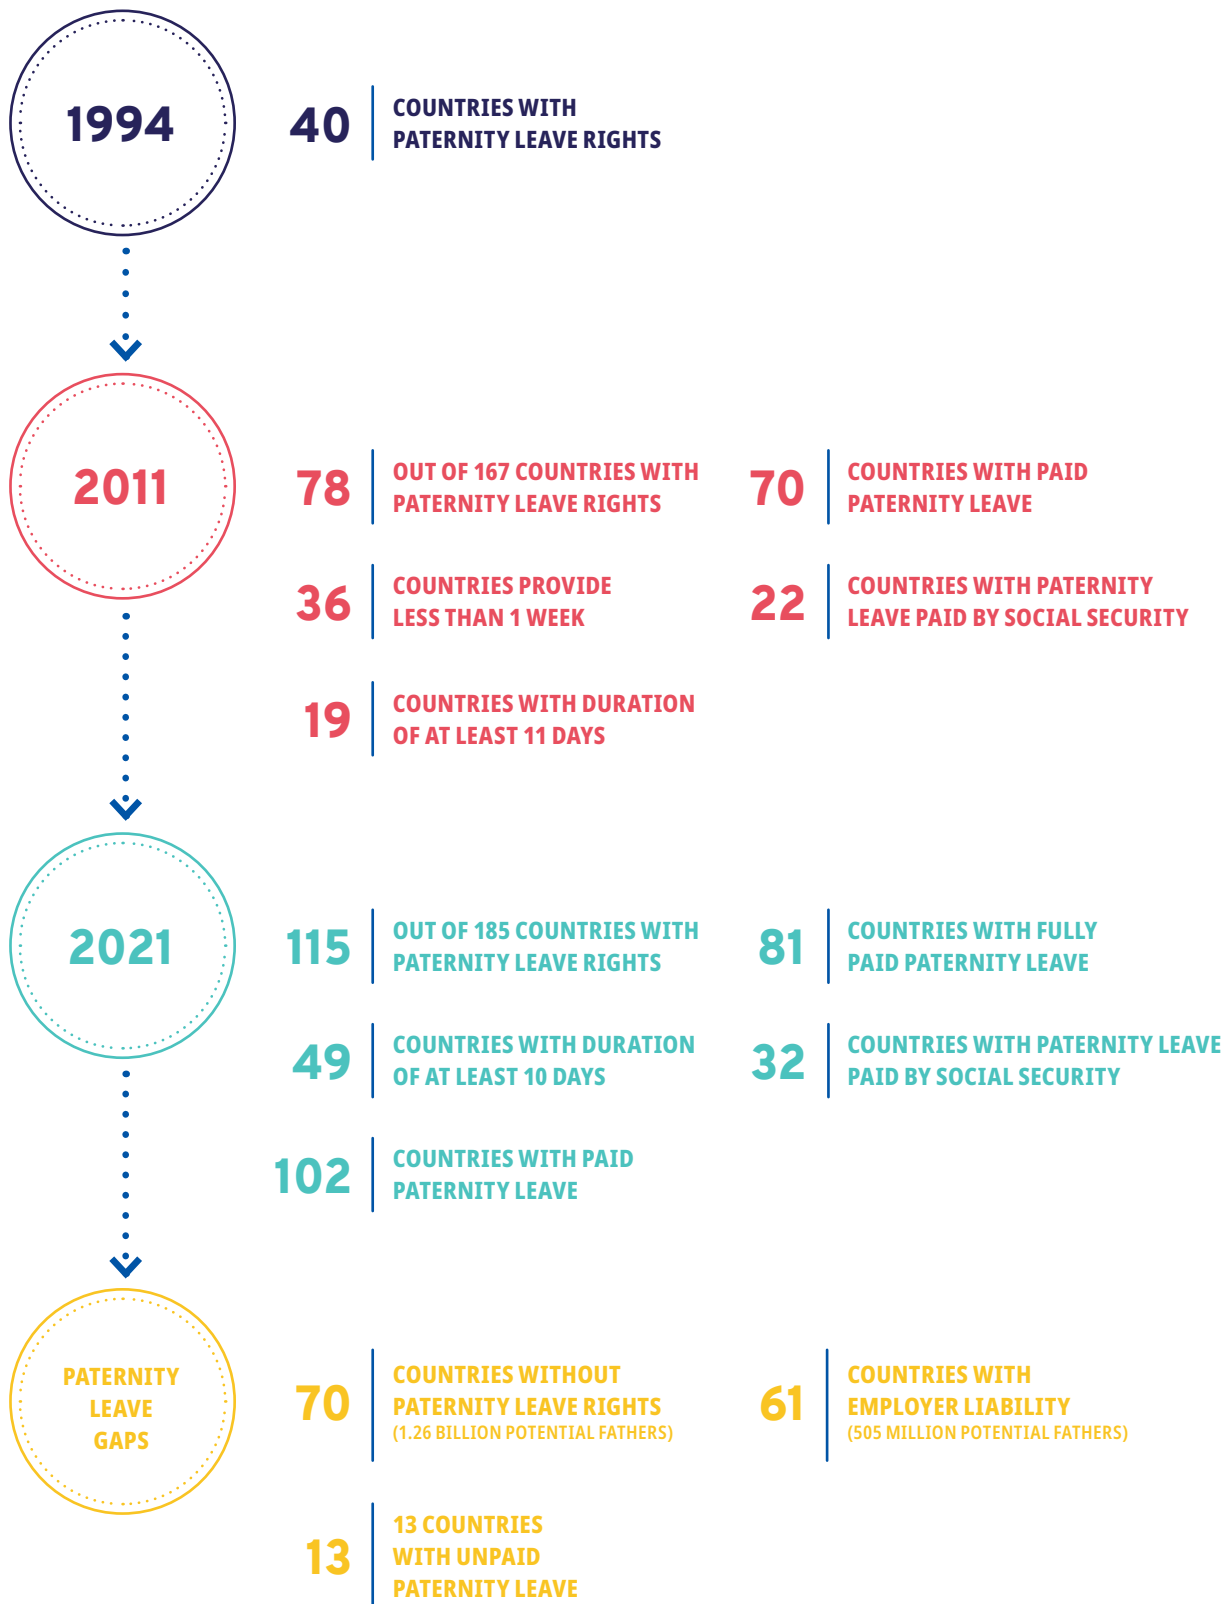 1994
40
COUNTRIES WITH
PATERNITY LEAVE RIGHTS
2011
78
OUT OF 167 COUNTRIES WITH
PATERNITY LEAVE RIGHTS
70
COUNTRIES WITH PAID
PATERNITY LEAVE
36
COUNTRIES PROVIDE
LESS THAN 1 WEEK
22
COUNTRIES WITH PATERNITY
LEAVE PAID BY SOCIAL SECURITY
19
COUNTRIES WITH DURATION
OF AT LEAST 11 DAYS
2021
115
OUT OF 185 COUNTRIES WITH
PATERNITY LEAVE RIGHTS
81
COUNTRIES WITH FULLY
PAID PATERNITY LEAVE
49
COUNTRIES WITH DURATION
OF AT LEAST 10 DAYS
32
COUNTRIES WITH PATERNITY LEAVE
PAID BY SOCIAL SECURITY
102
COUNTRIES WITH PAID
PATERNITY LEAVE
PATERNITY
LEAVE
GAPS
70
COUNTRIES WITHOUT
PATERNITY LEAVE RIGHTS
(1.26 BILLION POTENTIAL FATHERS)
61
COUNTRIES WITH
EMPLOYER LIABILITY
(505 MILLION POTENTIAL FATHERS)
13
13 COUNTRIES
WITH UNPAID
PATERNITY LEAVE